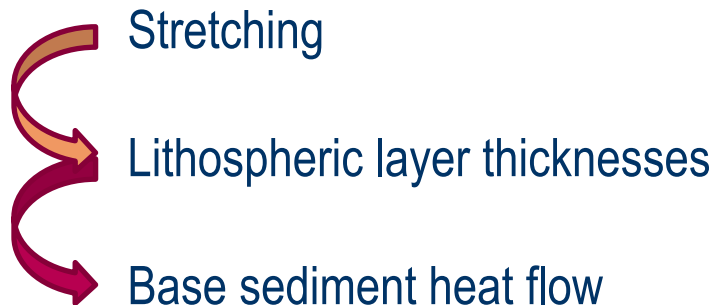 Stretching
Lithospheric layer thicknesses
Base sediment heat flow